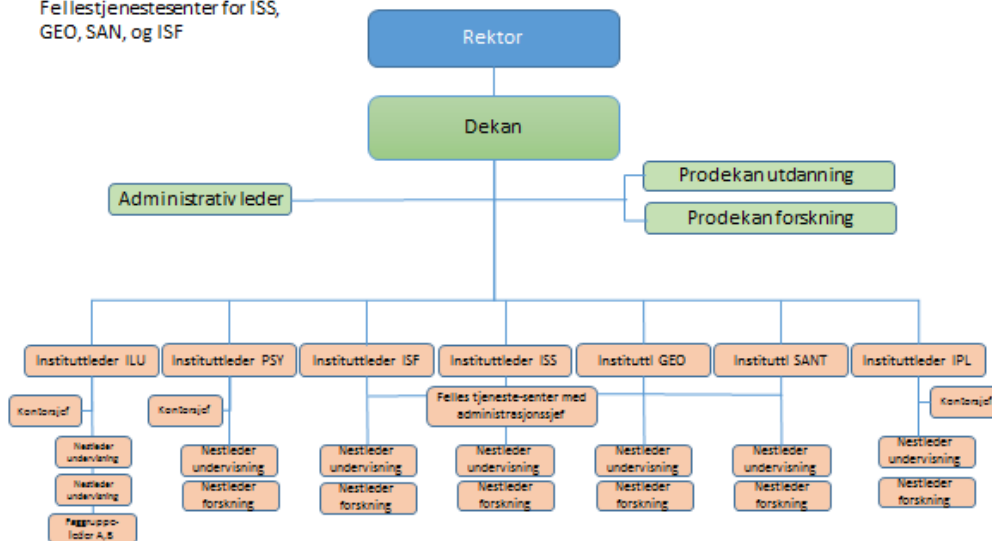 Fellestjenestesenter for ISS,
GEO, SAN, og ISF
Rektor
Dekan
Administrativ leder
Prodekan utdanning
Prodekan forskning
Instituttleder ILU
Instituttleder PSY
Instituttleder ISF
Instituttleder ISS
Instituttl GEO
Instituttl SANT
Instituttleder IPL
Kontorsjef
Kontorsjef
Felles tjeneste-senter med
administrasjonssjef
Kontorsjef
Nestleder
undervisning
Nestleder
undervisning
Faggruppe-
leder A,B
Nestleder
undervisning
Nestleder
forskning
Nestleder
undervisning
Nestleder
forskning
Nestleder
undervisning
Nestleder
forskning
Nestleder
undervisning
Nestleder
forskning
Nestleder
undervisning
Nestleder
forskning
Nestleder
undervisning
Nestleder
forskning